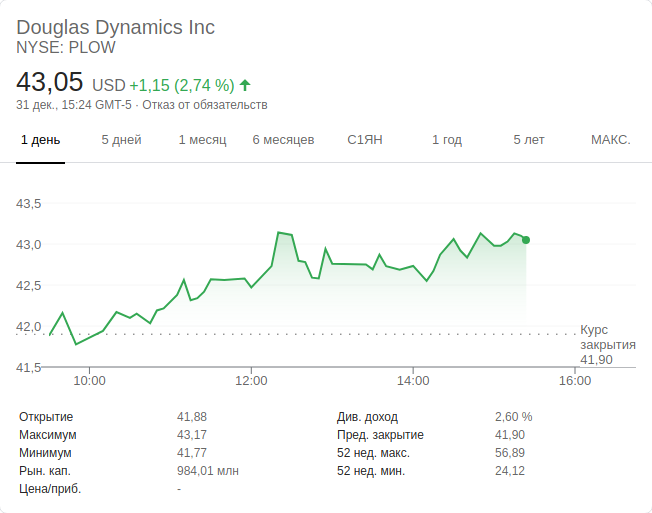 Douglas Dynamics Inc
NYSE: PLOW
43,05 USD +1,15 (2,74 %)
31 дек., 15:24 GMT-5 · Отказ от обязательств
1 день 5 дней 1 месяц 6 месяцев С1ЯН 1 год 5 лет МАКС.
43,5
43,0
42,5
42,0
41,5
Курс
закрытия
41,90
10:00 12:00 14:00 16:00
Открытие 41,88 Див. доход 2,60 %
Максимум 43,17 Пред. закрытие 41,90
Минимум 41,77 52 нед. макс. 56,89
Рын. кап. 984,01 млн 52 нед. мин. 24,12
Цена/приб. -